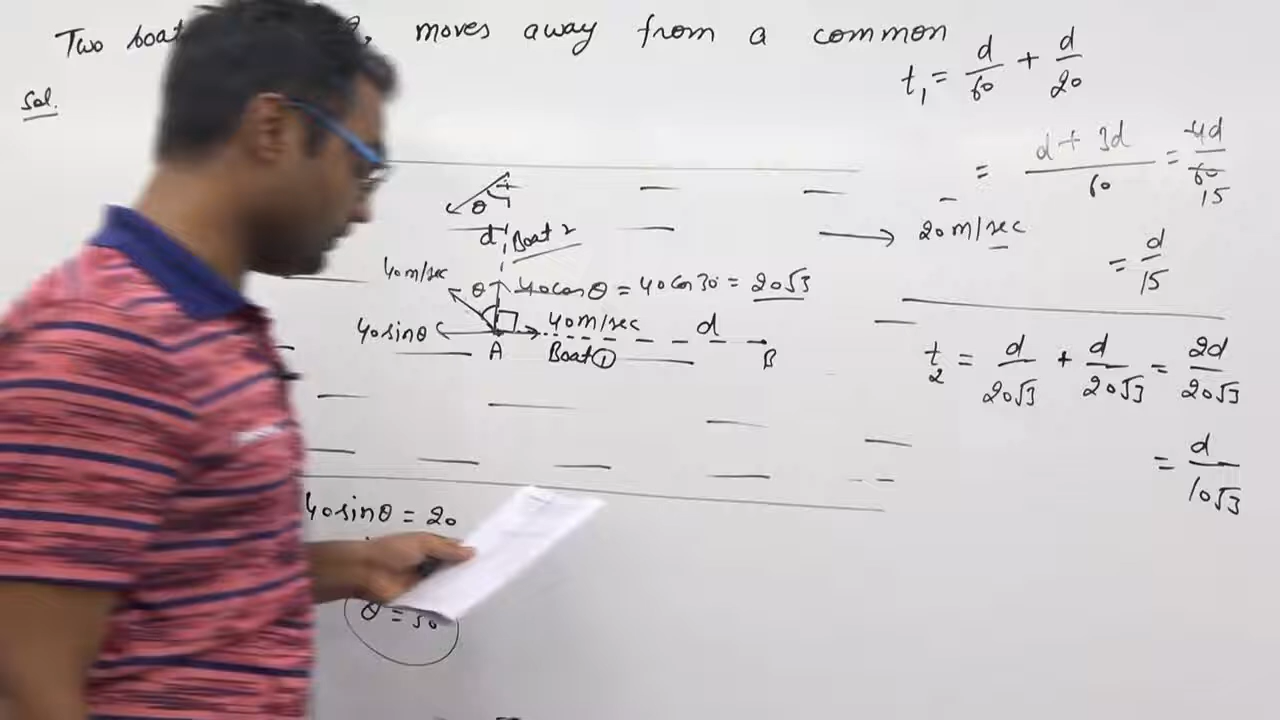 Two boat 2, moves away from a common
Sol.
t₁ = d/60 + d/20
= (d + 3d)/60 = 4d/60 15
= d/15
θ
d Boat 2
20 m/sec
40 m/sec θ 40cosθ = 40cos30 = 20√3
40sinθ 40 m/sec d
A Boat ① B
t₂ = d/20√3 + d/20√3 = 2d/20√3
= d/10√3
40sinθ = 20
θ = 30